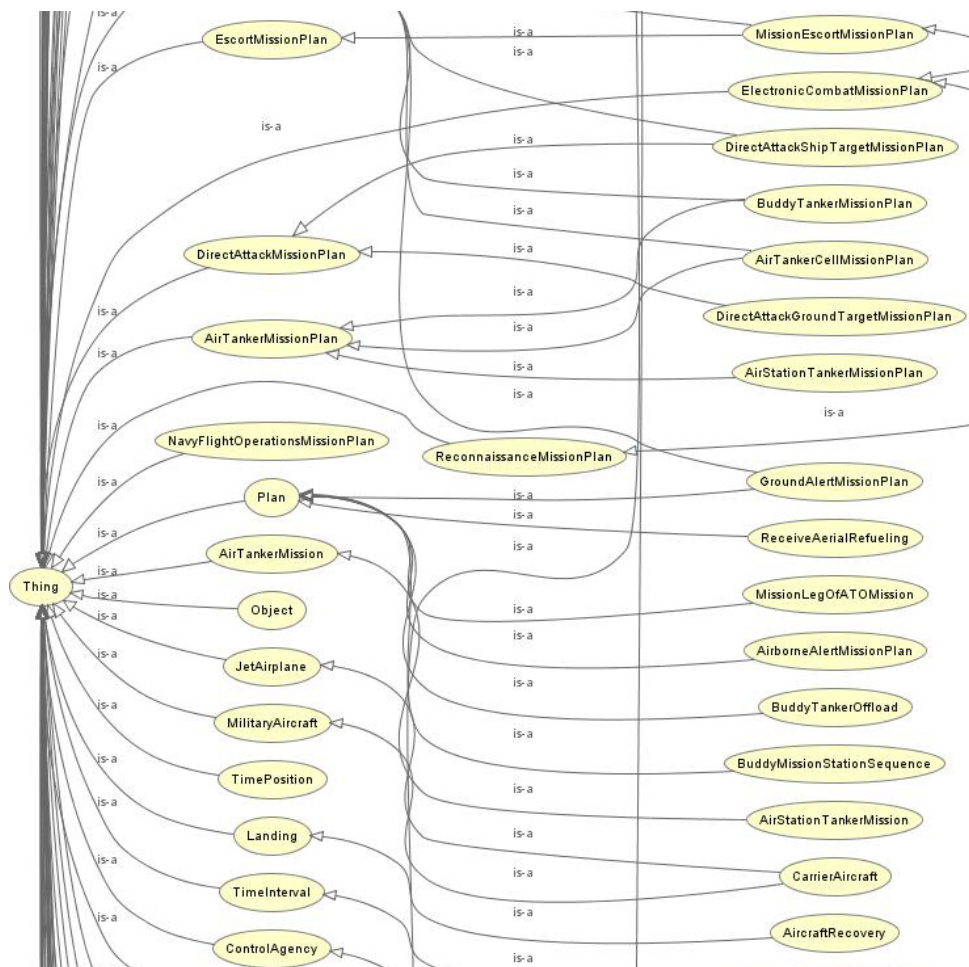 is-a
EscortMissionPlan
is-a
MissionEscortMissionPlan
is-a
is-a
ElectronicCombatMissionPlan
is-a
is-a
DirectAttackShipTargetMissionPlan
is-a
BuddyTankerMissionPlan
is-a
DirectAttackMissionPlan
is-a
AirTankerCellMissionPlan
is-a
is-a
DirectAttackGroundTargetMissionPlan
AirTankerMissionPlan
is-a
is-a
is-a
AirStationTankerMissionPlan
is-a
is-a
is-a
NavyFlightOperationsMissionPlan
ReconnaissanceMissionPlan
is-a
Plan
is-a
GroundAlertMissionPlan
is-a
is-a
ReceiveAerialRefueling
AirTankerMission
is-a
is-a
Thing
is-a
MissionLegOfATOMission
Object
is-a
is-a
is-a
JetAirplane
is-a
AirborneAlertMissionPlan
is-a
is-a
MilitaryAircraft
is-a
BuddyTankerOffload
is-a
TimePosition
BuddyMissionStationSequence
is-a
is-a
AirStationTankerMission
Landing
is-a
is-a
is-a
CarrierAircraft
TimeInterval
is-a
is-a
ControlAgency
is-a
AircraftRecovery